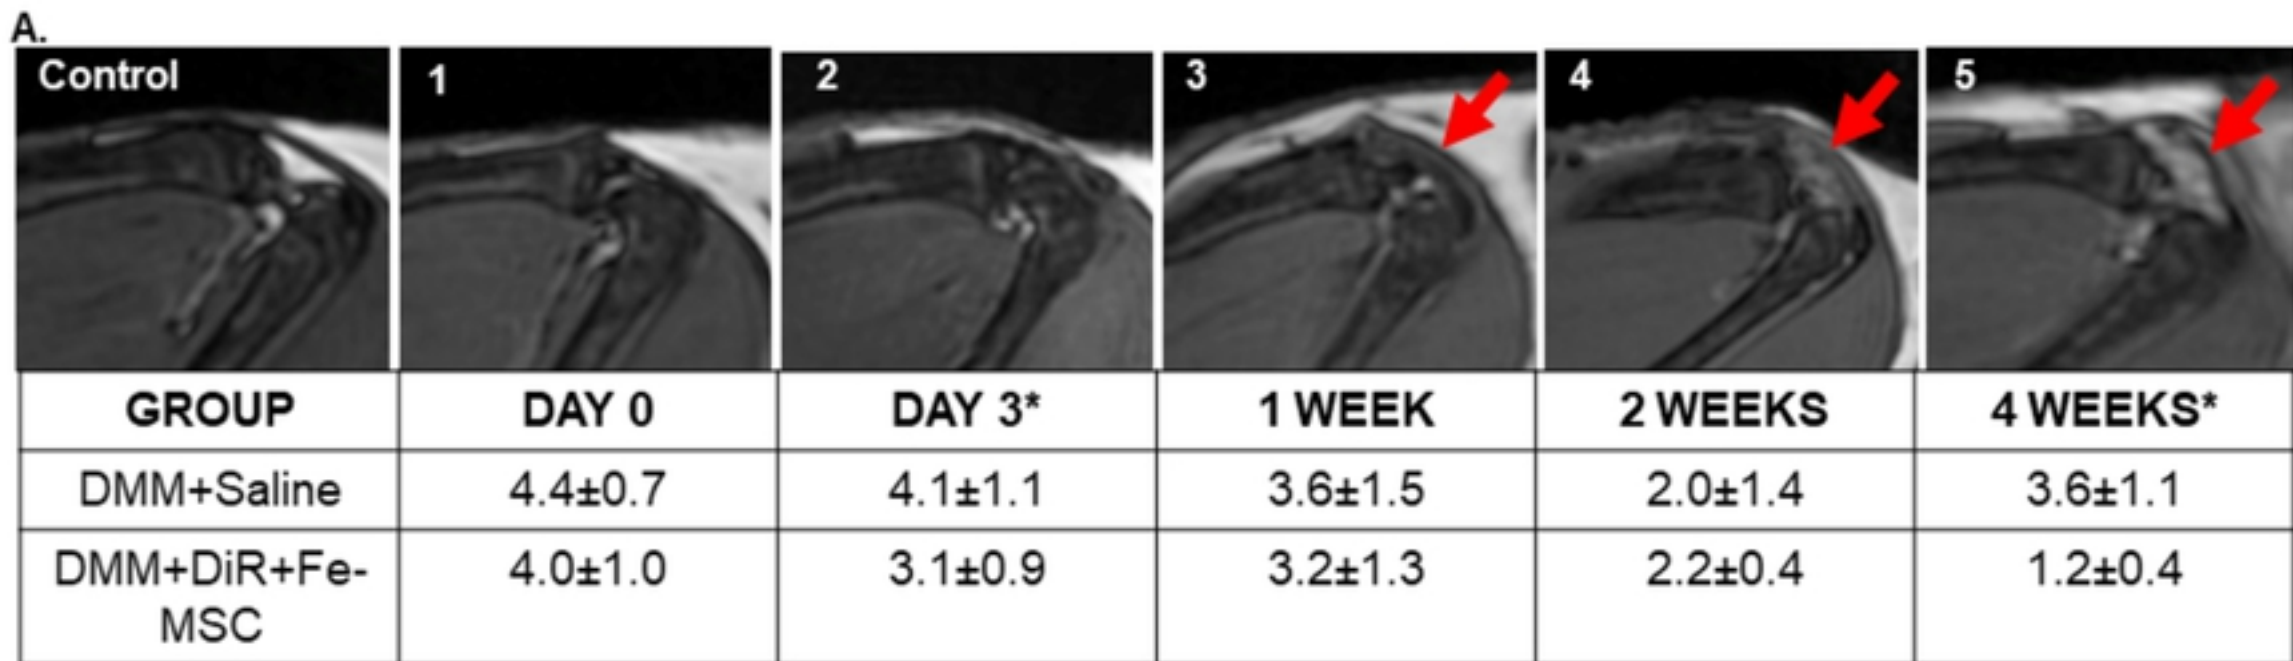 A.
Control 1 2 3 4 5
GROUP DAY 0 DAY 3* 1 WEEK 2 WEEKS 4 WEEKS*
DMM+Saline 4.4±0.7 4.1±1.1 3.6±1.5 2.0±1.4 3.6±1.1
DMM+DiR+Fe- 4.0±1.0 3.1±0.9 3.2±1.3 2.2±0.4 1.2±0.4
MSC